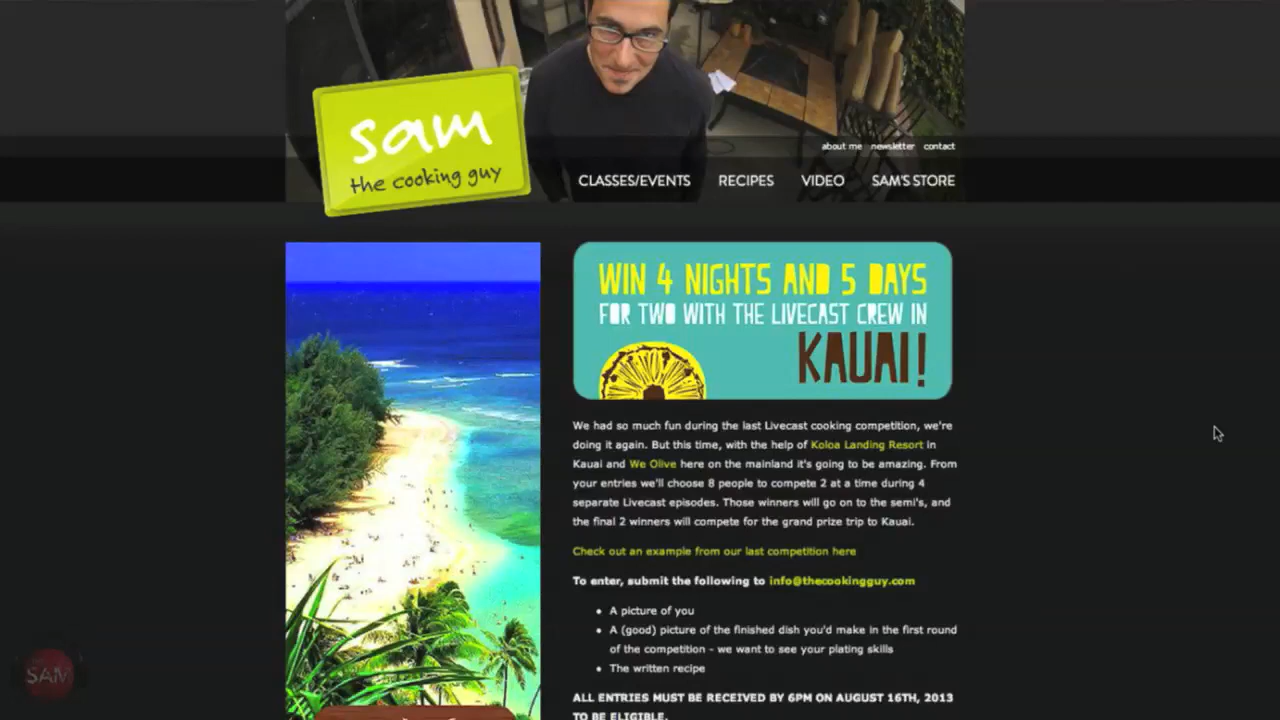 sam
the cooking guy
about me newsletter contact
CLASSES/EVENTS RECIPES VIDEO SAM'S STORE
WIN 4 NIGHTS AND 5 DAYS
FOR TWO WITH THE LIVECAST CREW IN
KAUAI!
We had so much fun during the last Livecast cooking competition, we're
doing it again. But this time, with the help of Koloa Landing Resort in
Kauai and We Olive here on the mainland it's going to be amazing. From
your entries we'll choose 8 people to compete 2 at a time during 4
separate Livecast episodes. Those winners will go on to the semi's, and
the final 2 winners will compete for the grand prize trip to Kauai.
Check out an example from our last competition here
To enter, submit the following to info@thecookingguy.com
• A picture of you
• A (good) picture of the finished dish you'd make in the first round
of the competition - we want to see your plating skills
• The written recipe
ALL ENTRIES MUST BE RECEIVED BY 6PM ON AUGUST 16TH, 2013
TO BE ELIGIBLE.
SAM